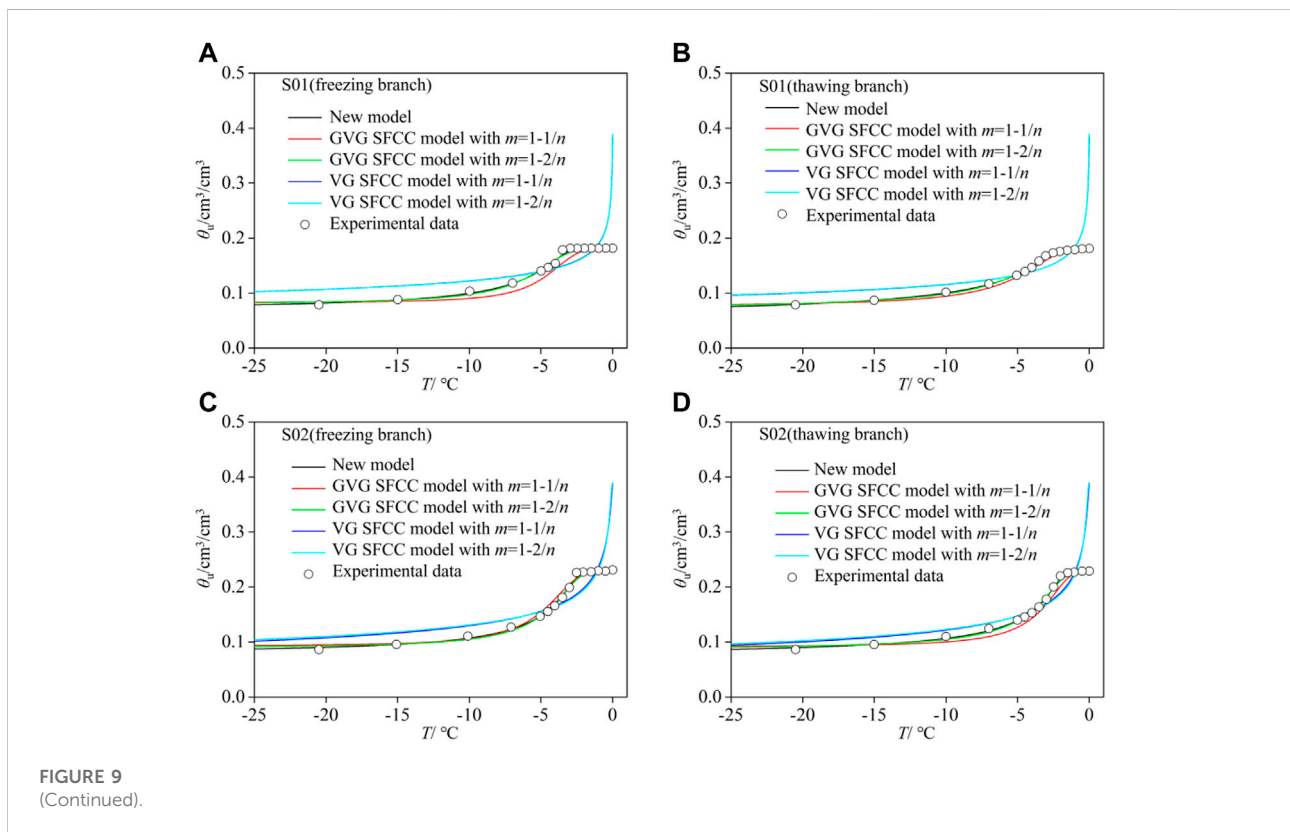 A
S01(freezing branch)
New model
GVG SFCC model with m=1-1/n
GVG SFCC model with m=1-2/n
VG SFCC model with m=1-1/n
VG SFCC model with m=1-2/n
Experimental data
θu/cm³/cm³
0.5
0.4
0.3
0.2
0.1
0.0
-25 -20 -15 -10 -5 0
T/ °C
B
S01(thawing branch)
New model
GVG SFCC model with m=1-1/n
GVG SFCC model with m=1-2/n
VG SFCC model with m=1-1/n
VG SFCC model with m=1-2/n
Experimental data
θu/cm³/cm³
0.5
0.4
0.3
0.2
0.1
0.0
-25 -20 -15 -10 -5 0
T/ °C
C
S02(freezing branch)
New model
GVG SFCC model with m=1-1/n
GVG SFCC model with m=1-2/n
VG SFCC model with m=1-1/n
VG SFCC model with m=1-2/n
Experimental data
θu/cm³/cm³
0.5
0.4
0.3
0.2
0.1
0.0
-25 -20 -15 -10 -5 0
T/ °C
D
S02(thawing branch)
New model
GVG SFCC model with m=1-1/n
GVG SFCC model with m=1-2/n
VG SFCC model with m=1-1/n
VG SFCC model with m=1-2/n
Experimental data
θu/cm³/cm³
0.5
0.4
0.3
0.2
0.1
0.0
-25 -20 -15 -10 -5 0
T/ °C
FIGURE 9
(Continued).